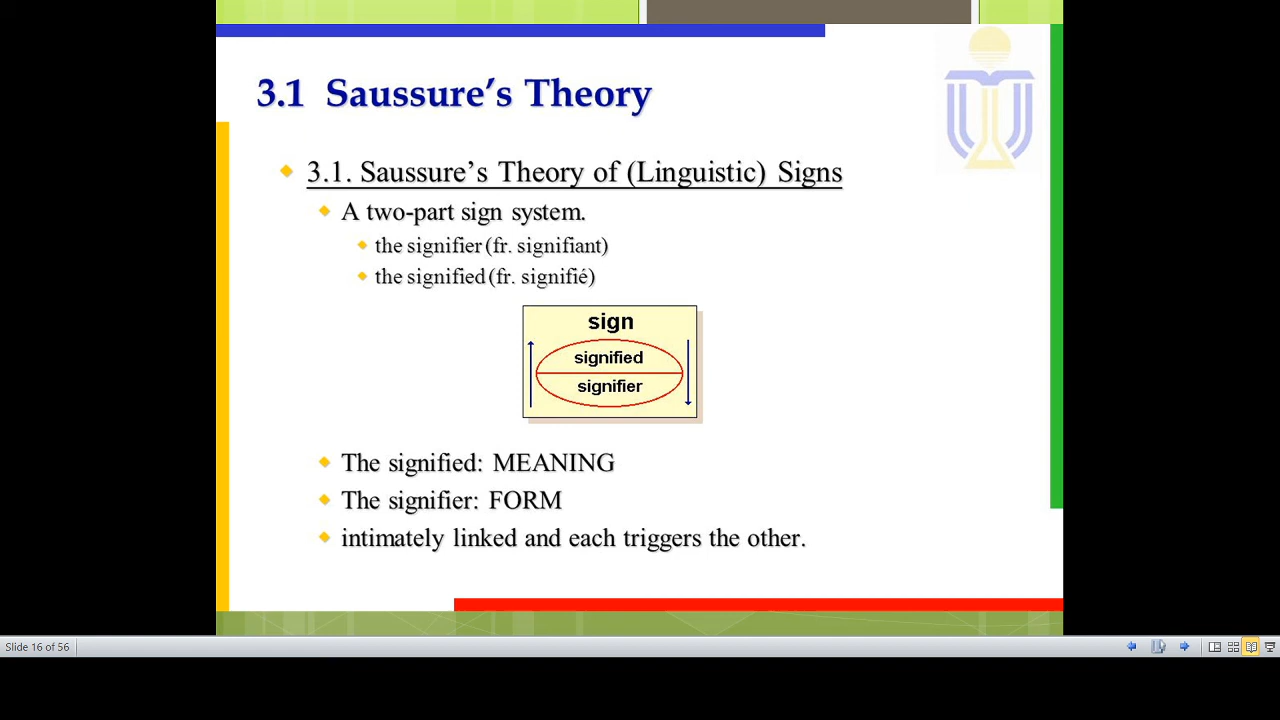 3.1 Saussure’s Theory
3.1. Saussure’s Theory of (Linguistic) Signs
A two-part sign system.
the signifier (fr. signifiant)
the signified (fr. signifié)
sign
signified
signifier
The signified: MEANING
The signifier: FORM
intimately linked and each triggers the other.
Slide 16 of 56